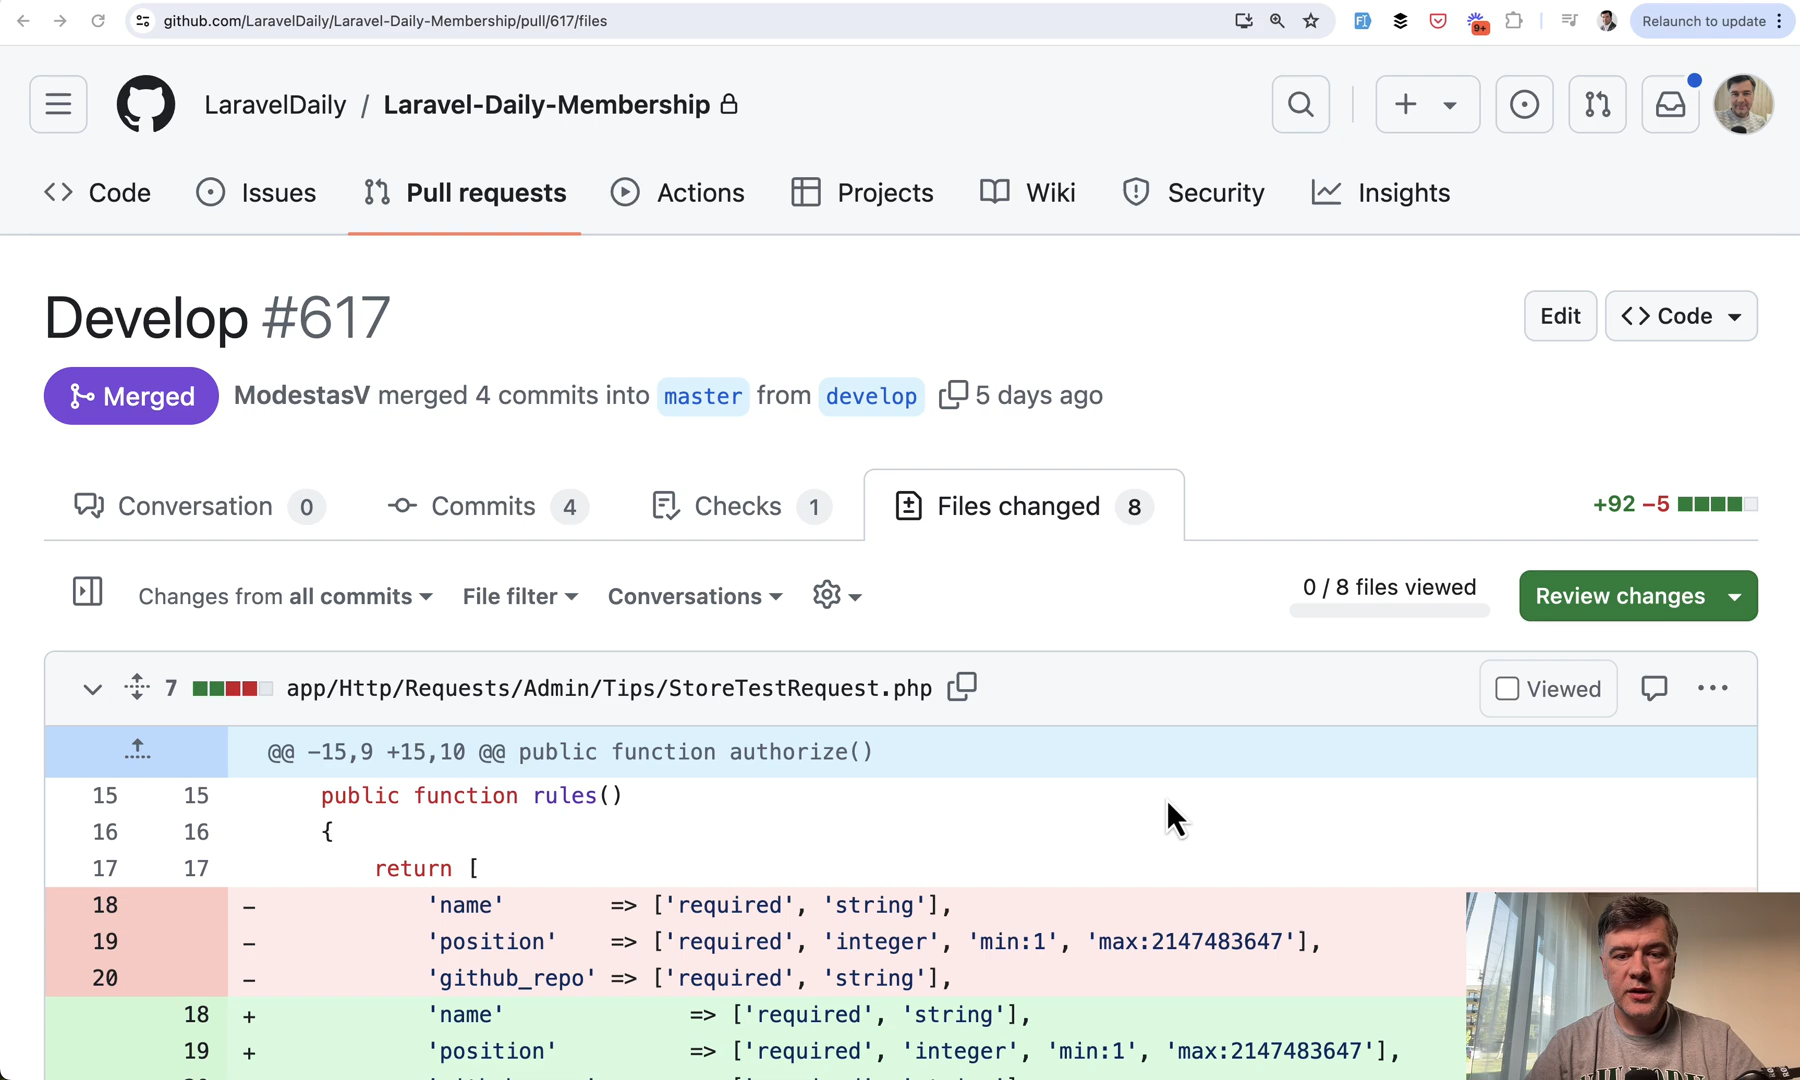 github.com/LaravelDaily/Laravel-Daily-Membership/pull/617/files
9+
Relaunch to update
LaravelDaily / Laravel-Daily-Membership
Code
Issues
Pull requests
Actions
Projects
Wiki
Security
Insights
Develop #617
Edit
<> Code
Merged
ModestasV merged 4 commits into master from develop 5 days ago
Conversation 0
Commits 4
Checks 1
Files changed 8
+92 −5
Changes from all commits
File filter
Conversations
0 / 8 files viewed
Review changes
7 app/Http/Requests/Admin/Tips/StoreTestRequest.php
Viewed
@@ -15,9 +15,10 @@ public function authorize()
15 15 public function rules()
16 16 {
17 17 return [
18 - 'name' => ['required', 'string'],
19 - 'position' => ['required', 'integer', 'min:1', 'max:2147483647'],
20 - 'github_repo' => ['required', 'string'],
18 + 'name' => ['required', 'string'],
19 + 'position' => ['required', 'integer', 'min:1', 'max:2147483647'],